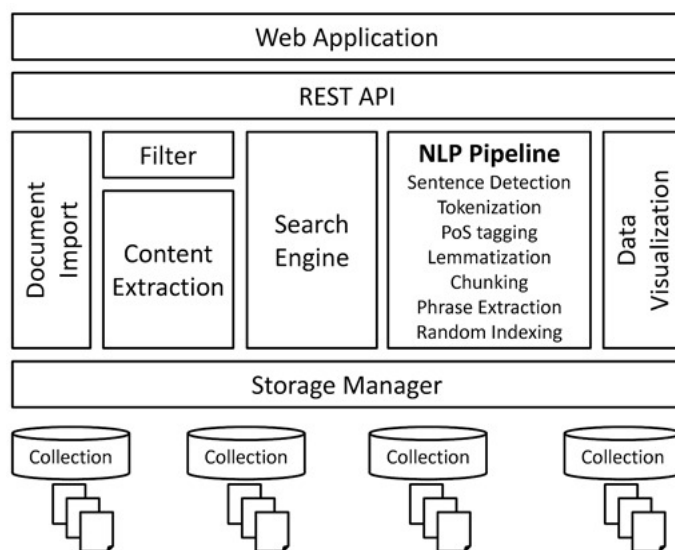 Web Application
REST API
Document
Import
Filter
Content
Extraction
Search
Engine
NLP Pipeline
Sentence Detection
Tokenization
PoS tagging
Lemmatization
Chunking
Phrase Extraction
Random Indexing
Data
Visualization
Storage Manager
Collection
Collection
Collection
Collection